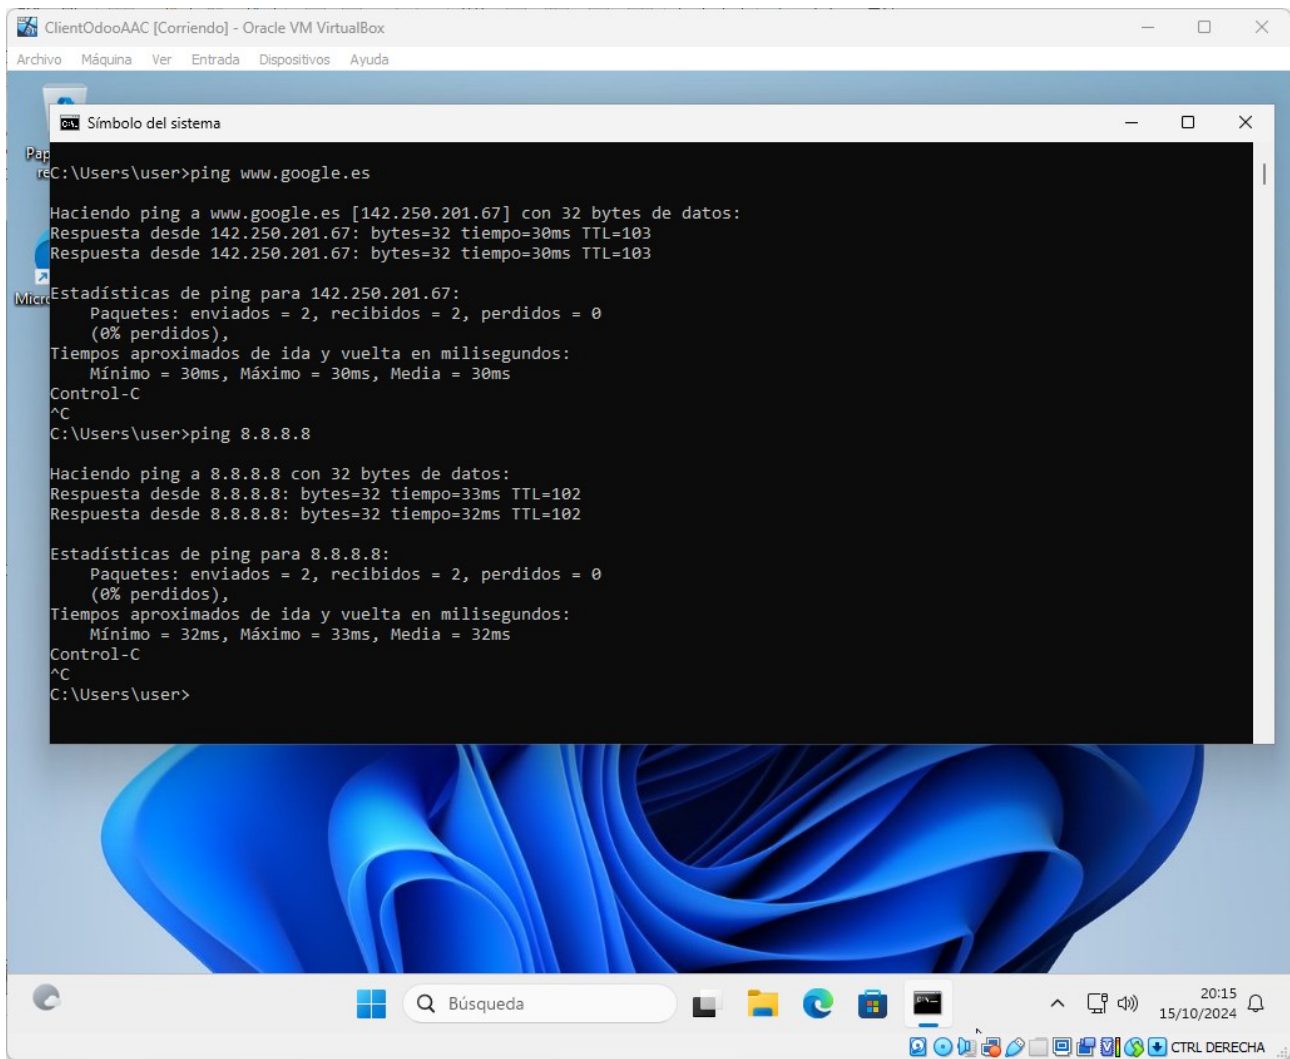 ClientOdooAAC [Corriendo] - Oracle VM VirtualBox
Archivo Máquina Ver Entrada Dispositivos Ayuda
Símbolo del sistema
Pap
re
Micro
C:\Users\user>ping www.google.es
Haciendo ping a www.google.es [142.250.201.67] con 32 bytes de datos:
Respuesta desde 142.250.201.67: bytes=32 tiempo=30ms TTL=103
Respuesta desde 142.250.201.67: bytes=32 tiempo=30ms TTL=103
Estadísticas de ping para 142.250.201.67:
Paquetes: enviados = 2, recibidos = 2, perdidos = 0
(0% perdidos),
Tiempos aproximados de ida y vuelta en milisegundos:
Mínimo = 30ms, Máximo = 30ms, Media = 30ms
Control-C
^C
C:\Users\user>ping 8.8.8.8
Haciendo ping a 8.8.8.8 con 32 bytes de datos:
Respuesta desde 8.8.8.8: bytes=32 tiempo=33ms TTL=102
Respuesta desde 8.8.8.8: bytes=32 tiempo=32ms TTL=102
Estadísticas de ping para 8.8.8.8:
Paquetes: enviados = 2, recibidos = 2, perdidos = 0
(0% perdidos),
Tiempos aproximados de ida y vuelta en milisegundos:
Mínimo = 32ms, Máximo = 33ms, Media = 32ms
Control-C
^C
C:\Users\user>
Búsqueda
20:15
15/10/2024
CTRL DERECHA